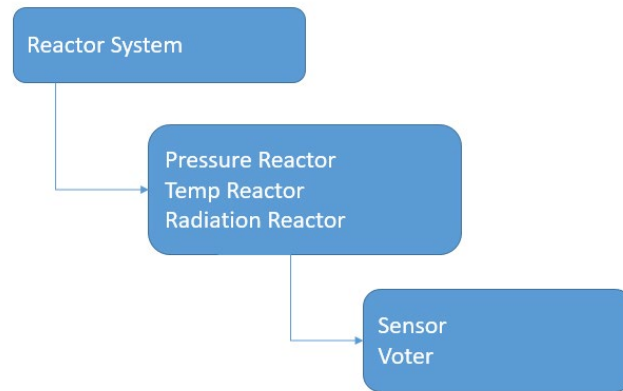 Reactor System
Pressure Reactor
Temp Reactor
Radiation Reactor
Sensor
Voter